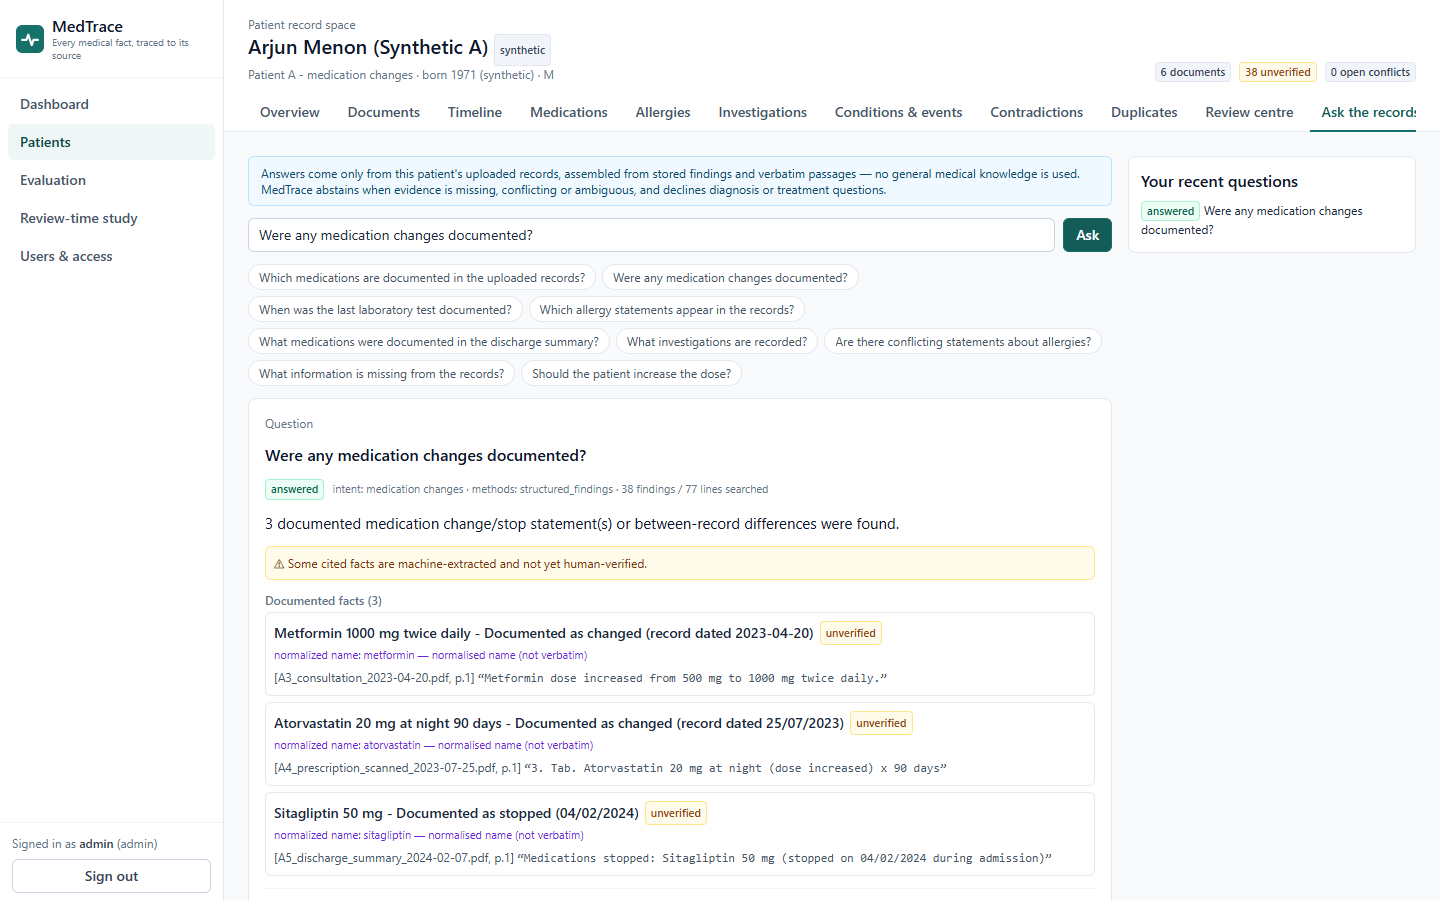 MedTrace
Every medical fact, traced to its
source
Dashboard
Patients
Evaluation
Review-time study
Users & access
Signed in as admin (admin)
Sign out
Patient record space
Arjun Menon (Synthetic A) synthetic
Patient A - medication changes · born 1971 (synthetic) · M
6 documents 38 unverified 0 open conflicts
Overview Documents Timeline Medications Allergies Investigations Conditions & events Contradictions Duplicates Review centre Ask the records
Answers come only from this patient's uploaded records, assembled from stored findings and verbatim passages — no general medical knowledge is used.
MedTrace abstains when evidence is missing, conflicting or ambiguous, and declines diagnosis or treatment questions.
Were any medication changes documented? Ask
Which medications are documented in the uploaded records? Were any medication changes documented?
When was the last laboratory test documented? Which allergy statements appear in the records?
What medications were documented in the discharge summary? What investigations are recorded? Are there conflicting statements about allergies?
What information is missing from the records? Should the patient increase the dose?
Question
Were any medication changes documented?
answered intent: medication changes · methods: structured_findings · 38 findings / 77 lines searched
3 documented medication change/stop statement(s) or between-record differences were found.
⚠ Some cited facts are machine-extracted and not yet human-verified.
Documented facts (3)
Metformin 1000 mg twice daily - Documented as changed (record dated 2023-04-20) unverified
normalized name: metformin — normalised name (not verbatim)
[A3_consultation_2023-04-20.pdf, p.1] “Metformin dose increased from 500 mg to 1000 mg twice daily.”
Atorvastatin 20 mg at night 90 days - Documented as changed (record dated 25/07/2023) unverified
normalized name: atorvastatin — normalised name (not verbatim)
[A4_prescription_scanned_2023-07-25.pdf, p.1] “3. Tab. Atorvastatin 20 mg at night (dose increased) x 90 days”
Sitagliptin 50 mg - Documented as stopped (04/02/2024) unverified
normalized name: sitagliptin — normalised name (not verbatim)
[A5_discharge_summary_2024-02-07.pdf, p.1] “Medications stopped: Sitagliptin 50 mg (stopped on 04/02/2024 during admission)”
Your recent questions
answered Were any medication changes
documented?